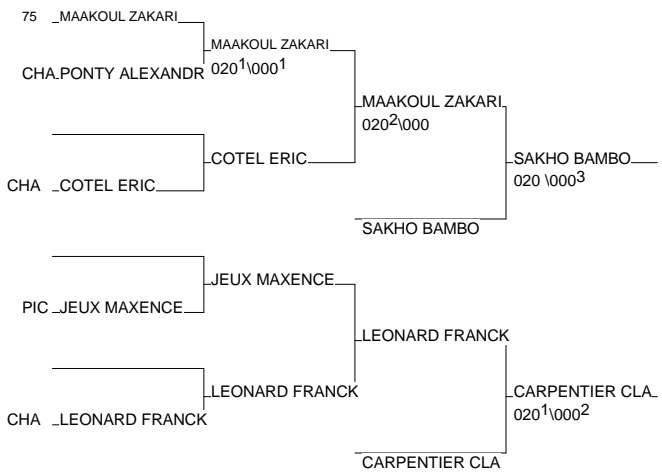 75 MAAKOUL ZAKARI
MAAKOUL ZAKARI
CHA PONTY ALEXANDR
020¹\000¹
MAAKOUL ZAKARI
020²\000
COTEL ERIC
SAKHO BAMBO
CHA COTEL ERIC
020 \000³
SAKHO BAMBO
JEUX MAXENCE
PIC JEUX MAXENCE
LEONARD FRANCK
LEONARD FRANCK
CARPENTIER CLA
CHA LEONARD FRANCK
020¹\000²
CARPENTIER CLA